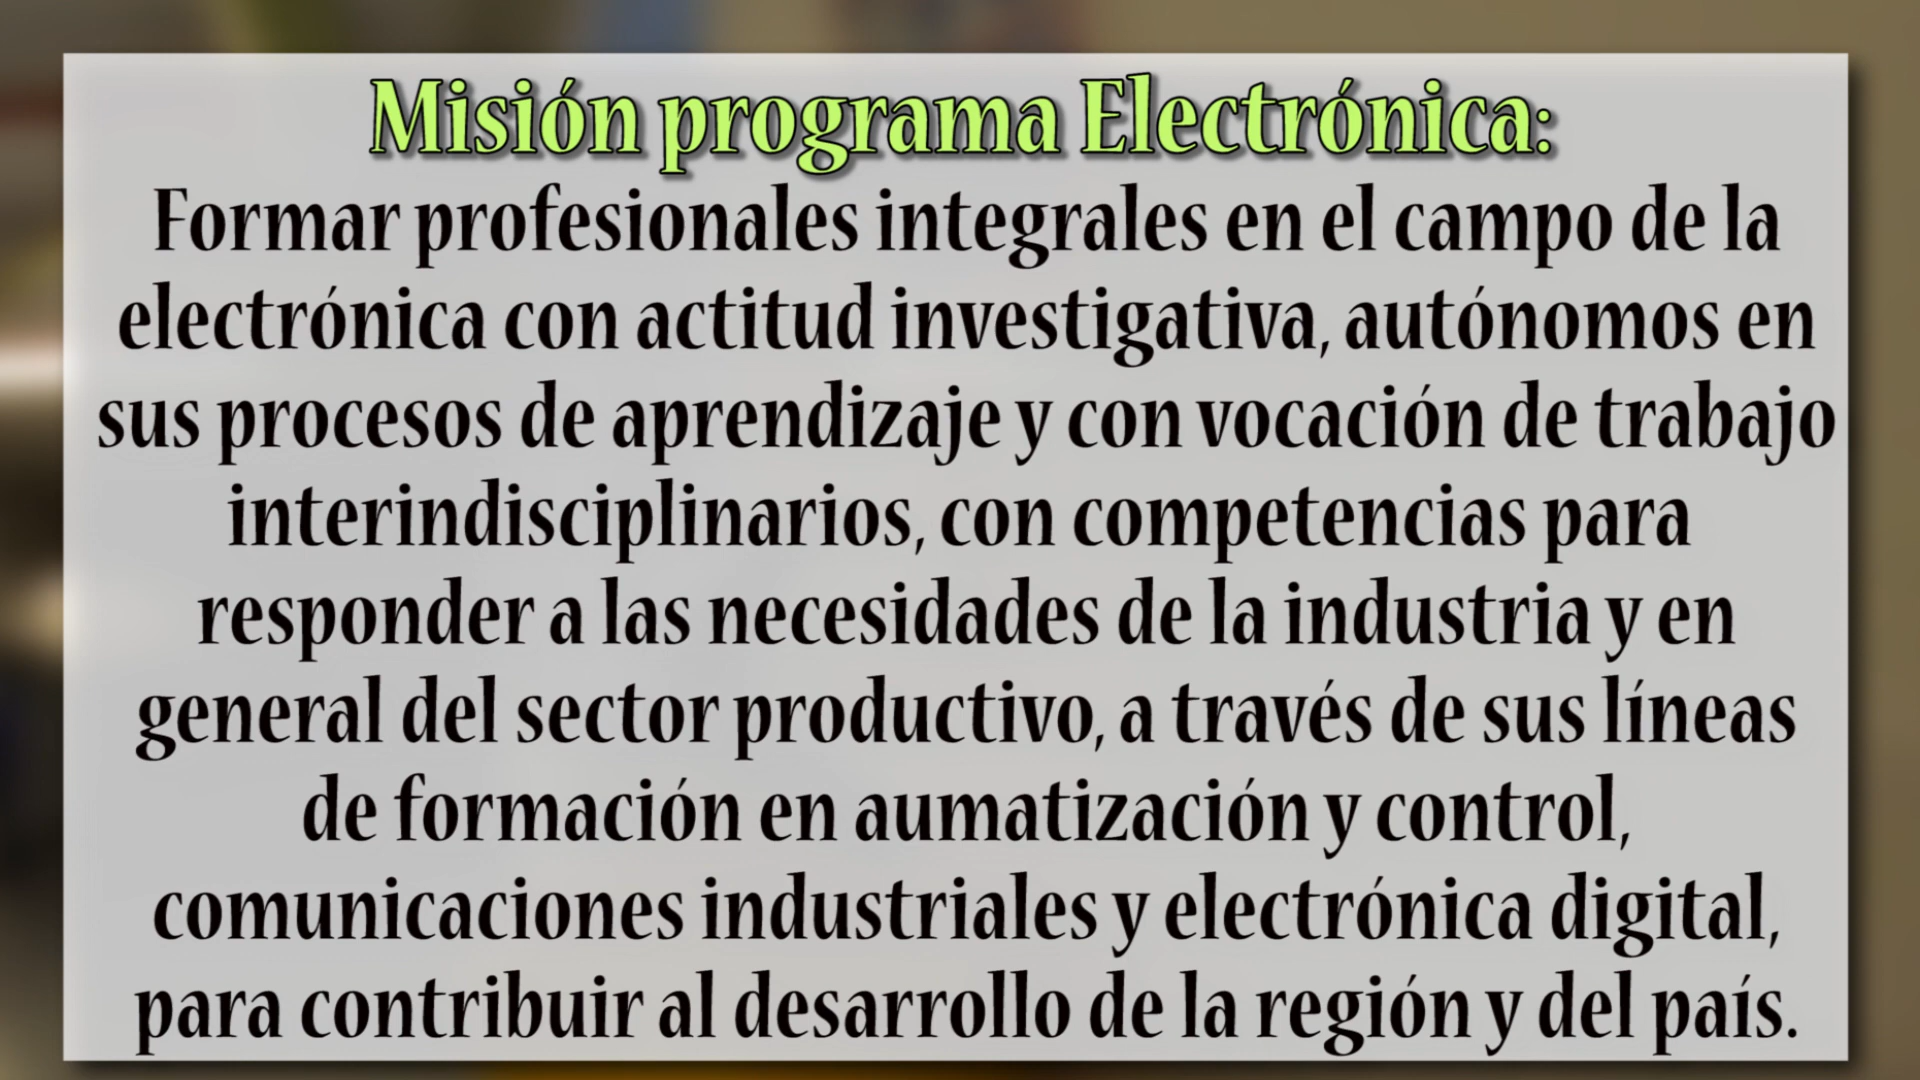 Misión programa Electrónica:
Formar profesionales integrales en el campo de la
electrónica con actitud investigativa, autónomos en
sus procesos de aprendizaje y con vocación de trabajo
interindisciplinarios, con competencias para
responder a las necesidades de la industria y en
general del sector productivo, a través de sus líneas
de formación en aumatización y control,
comunicaciones industriales y electrónica digital,
para contribuir al desarrollo de la región y del país.